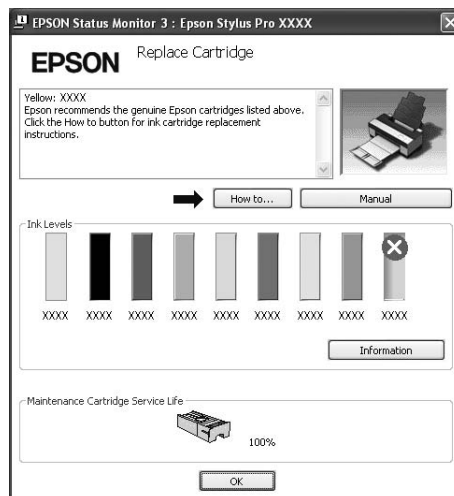 EPSON Status Monitor 3 : Epson Stylus Pro XXXX
EPSON
Replace Cartridge
Yellow: XXXX
Epson recommends the genuine Epson cartridges listed above.
Click the How to button for ink cartridge replacement
instructions.
How to...
Manual
Ink Levels
XXXX XXXX XXXX XXXX XXXX XXXX XXXX XXXX XXXX
Information
Maintenance Cartridge Service Life
100%
OK